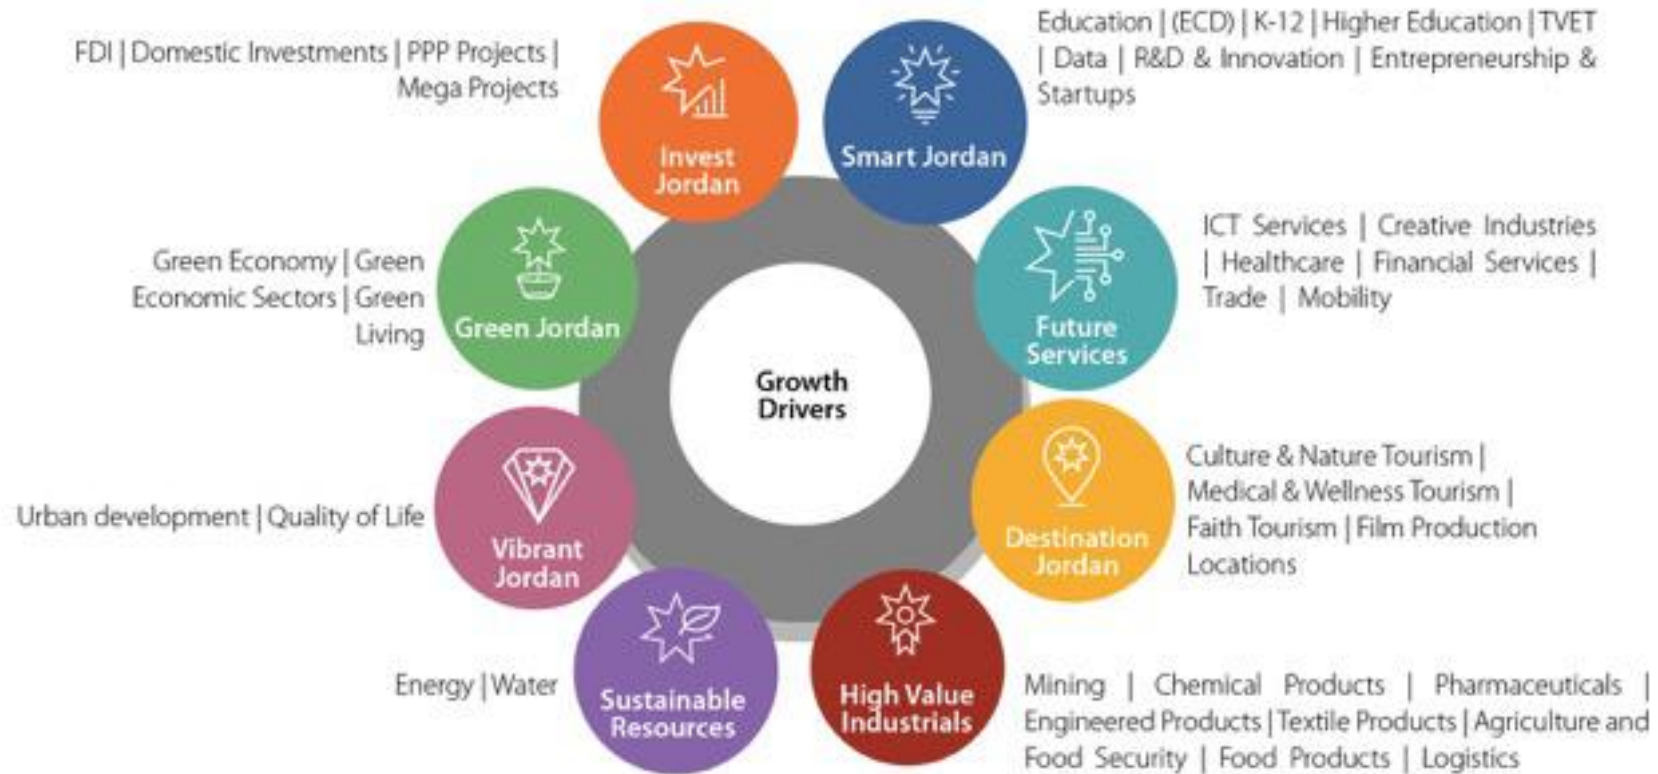 FDI | Domestic Investments | PPP Projects |
Mega Projects
Invest
Jordan
Smart Jordan
Education | (ECD) | K-12 | Higher Education | TVET
| Data | R&D & Innovation | Entrepreneurship &
Startups
Green Economy | Green
Economic Sectors | Green
Living
Green Jordan
Future
Services
ICT Services | Creative Industries
| Healthcare | Financial Services |
Trade | Mobility
Growth
Drivers
Urban development | Quality of Life
Vibrant
Jordan
Destination
Jordan
Culture & Nature Tourism |
Medical & Wellness Tourism |
Faith Tourism | Film Production
Locations
Energy | Water
Sustainable
Resources
High Value
Industrials
Mining | Chemical Products | Pharmaceuticals |
Engineered Products | Textile Products | Agriculture and
Food Security | Food Products | Logistics